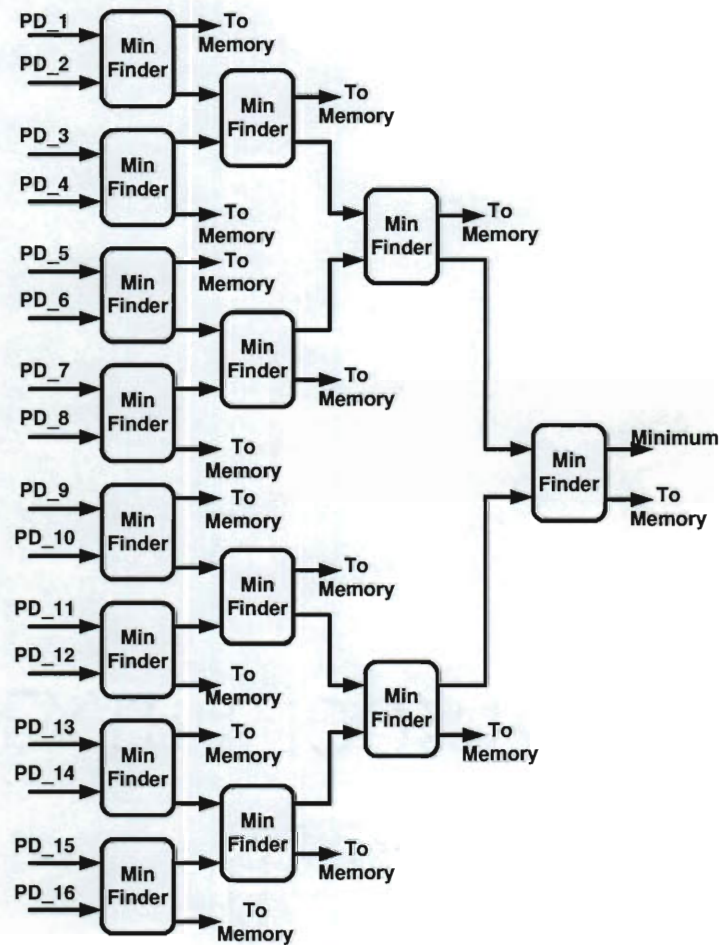 PD_1
PD_2
Min
Finder
To
Memory
Min
Finder
To
Memory
PD_3
PD_4
Min
Finder
To
Memory
Min
Finder
To
Memory
PD_5
PD_6
Min
Finder
To
Memory
Min
Finder
To
Memory
PD_7
PD_8
Min
Finder
To
Memory
Min
Finder
Minimum
To
Memory
PD_9
PD_10
Min
Finder
To
Memory
Min
Finder
To
Memory
PD_11
PD_12
Min
Finder
To
Memory
Min
Finder
To
Memory
PD_13
PD_14
Min
Finder
To
Memory
Min
Finder
To
Memory
PD_15
PD_16
Min
Finder
To
Memory